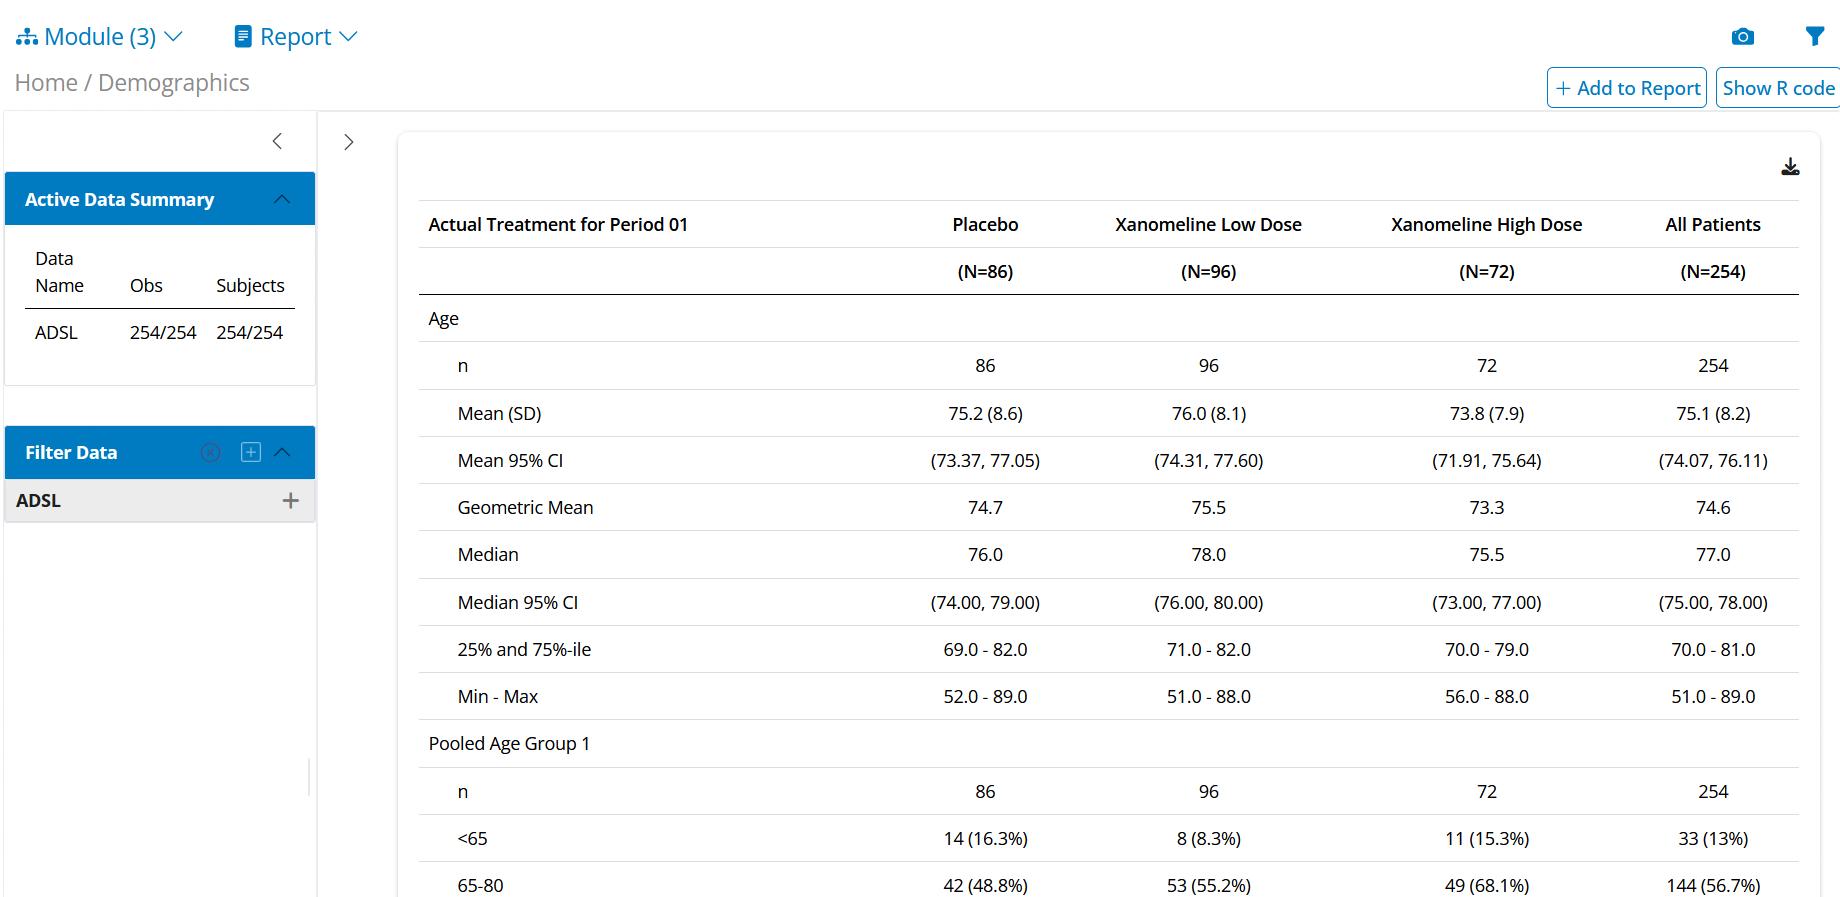 Module (3) Report
Home / Demographics
+ Add to Report Show R code
Active Data Summary
Data
Name Obs Subjects
ADSL 254/254 254/254
Filter Data
ADSL
Actual Treatment for Period 01 Placebo Xanomeline Low Dose Xanomeline High Dose All Patients
(N=86) (N=96) (N=72) (N=254)
Age
n 86 96 72 254
Mean (SD) 75.2 (8.6) 76.0 (8.1) 73.8 (7.9) 75.1 (8.2)
Mean 95% CI (73.37, 77.05) (74.31, 77.60) (71.91, 75.64) (74.07, 76.11)
Geometric Mean 74.7 75.5 73.3 74.6
Median 76.0 78.0 75.5 77.0
Median 95% CI (74.00, 79.00) (76.00, 80.00) (73.00, 77.00) (75.00, 78.00)
25% and 75%-ile 69.0 - 82.0 71.0 - 82.0 70.0 - 79.0 70.0 - 81.0
Min - Max 52.0 - 89.0 51.0 - 88.0 56.0 - 88.0 51.0 - 89.0
Pooled Age Group 1
n 86 96 72 254
<65 14 (16.3%) 8 (8.3%) 11 (15.3%) 33 (13%)
65-80 42 (48.8%) 53 (55.2%) 49 (68.1%) 144 (56.7%)